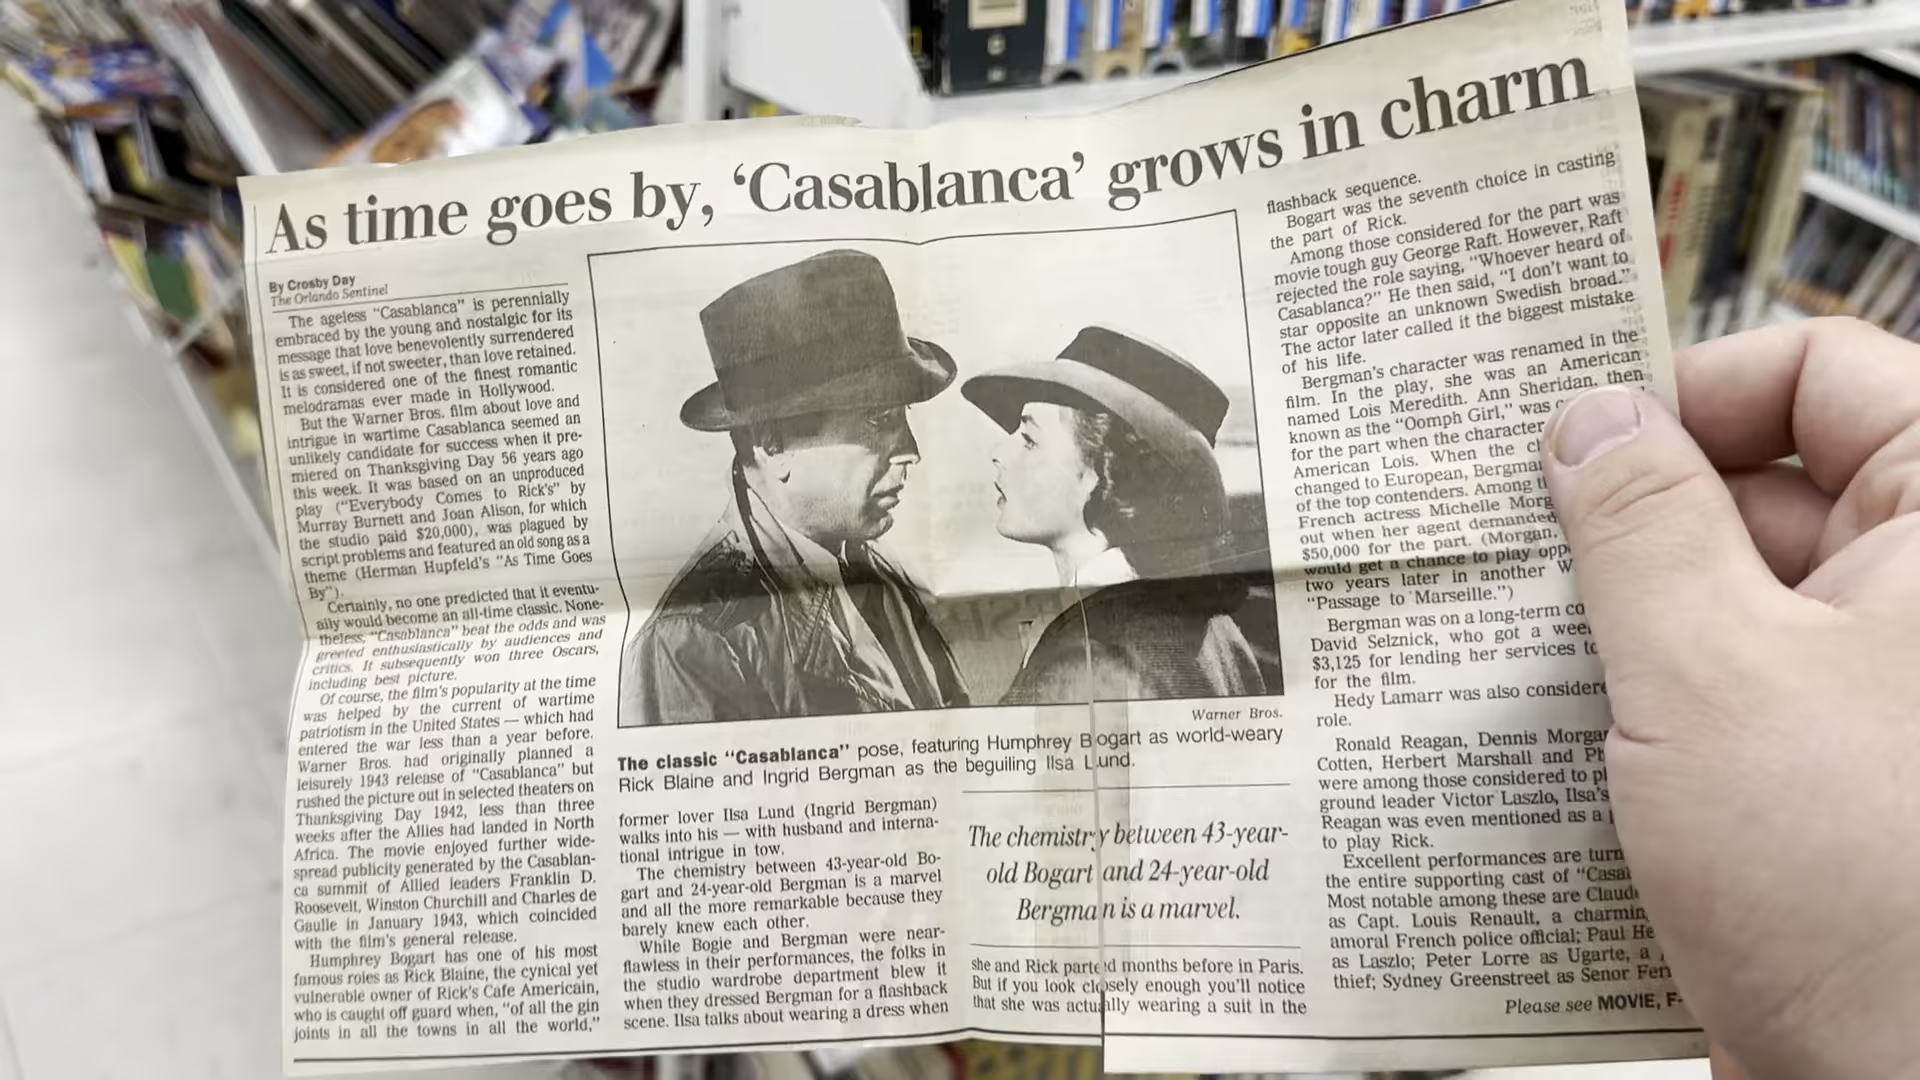 As time goes by, ‘Casablanca’ grows in charm
By Crosby Day
The Orlando Sentinel
The ageless “Casablanca” is perennially
embraced by the young and nostalgic for its
message that love benevolently surrendered
is as sweet, if not sweeter, than love retained.
It is considered one of the finest romantic
melodramas ever made in Hollywood.
But the Warner Bros. film about love and
intrigue in wartime Casablanca seemed an
unlikely candidate for success when it pre-
miered on Thanksgiving Day 56 years ago
this week. It was based on an unproduced
play (“Everybody Comes to Rick's” by
Murray Burnett and Joan Alison, for which
the studio paid $20,000), was plagued by
script problems and featured an old song as a
theme (Herman Hupfeld's “As Time Goes
By”).
Certainly, no one predicted that it eventu-
ally would become an all-time classic. None-
theless, “Casablanca” beat the odds and was
greeted enthusiastically by audiences and
critics. It subsequently won three Oscars,
including best picture.
Of course, the film's popularity at the time
was helped by the current of wartime
patriotism in the United States — which had
entered the war less than a year before.
Warner Bros. had originally planned a
leisurely 1943 release of “Casablanca” but
rushed the picture out in selected theaters on
Thanksgiving Day 1942, less than three
weeks after the Allies had landed in North
Africa. The movie enjoyed further wide-
spread publicity generated by the Casablan-
ca summit of Allied leaders Franklin D.
Roosevelt, Winston Churchill and Charles de
Gaulle in January 1943, which coincided
with the film's general release.
Humphrey Bogart has one of his most
famous roles as Rick Blaine, the cynical yet
vulnerable owner of Rick's Cafe Americain,
who is caught off guard when, “of all the gin
joints in all the towns in all the world,”
Warner Bros.
The classic “Casablanca” pose, featuring Humphrey Bogart as world-weary
Rick Blaine and Ingrid Bergman as the beguiling Ilsa Lund.
former lover Ilsa Lund (Ingrid Bergman)
walks into his — with husband and interna-
tional intrigue in tow.
The chemistry between 43-year-old Bo-
gart and 24-year-old Bergman is a marvel
and all the more remarkable because they
barely knew each other.
While Bogie and Bergman were near-
flawless in their performances, the folks in
the studio wardrobe department blew it
when they dressed Bergman for a flashback
scene. Ilsa talks about wearing a dress when
The chemistry between 43-year-
old Bogart and 24-year-old
Bergman is a marvel.
she and Rick parted months before in Paris.
But if you look closely enough you'll notice
that she was actually wearing a suit in the
flashback sequence.
Bogart was the seventh choice in casting
the part of Rick.
Among those considered for the part was
movie tough guy George Raft. However, Raft
rejected the role saying, “Whoever heard of
Casablanca?” He then said, “I don't want to
star opposite an unknown Swedish broad.”
The actor later called it the biggest mistake
of his life.
Bergman's character was renamed in the
film. In the play, she was an American
named Lois Meredith. Ann Sheridan, then
known as the “Oomph Girl,” was
for the part when the character
American Lois. When the
changed to European,
of the top contenders. Among
French actress Michelle
out when her agent demanded
$50,000 for the part. (Morgan,
would get a chance to play
two years later in another
“Passage to Marseille.”)
Bergman was on a long-term
David Selznick, who got a
$3,125 for lending her services
for the film.
Hedy Lamarr was also
role.
Ronald Reagan, Dennis
Cotten, Herbert Marshall and
were among those considered to
ground leader Victor Laszlo, Ilsa's
Reagan was even mentioned as a
to play Rick.
Excellent performances are
the entire supporting cast of
Most notable among these are
as Capt. Louis Renault, a
amoral French police official; Paul
as Laszlo; Peter Lorre as Ugarte, a
thief; Sydney Greenstreet as Senor
Please see MOVIE, F-